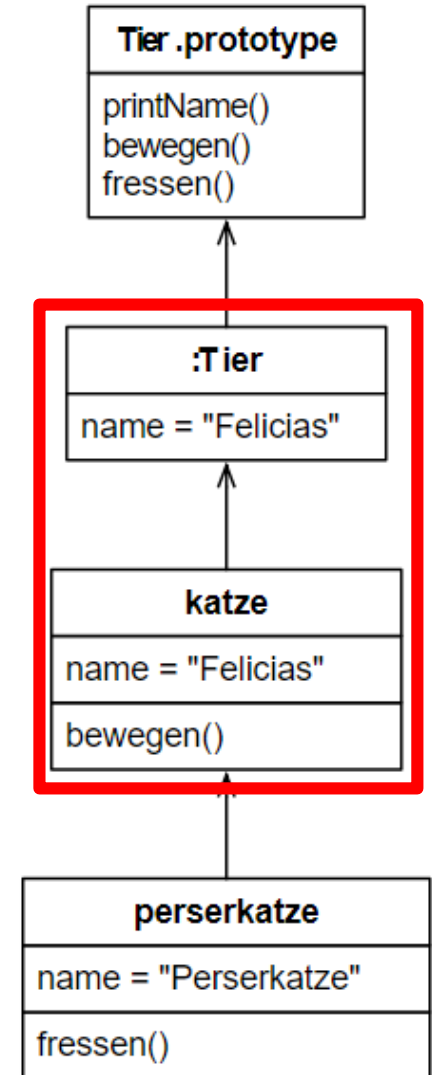 Tier.prototype
printName()
bewegen()
fressen()
:Tier
name = "Felicias"
katze
name = "Felicias"
bewegen()
perserkatze
name = "Perserkatze"
fressen()